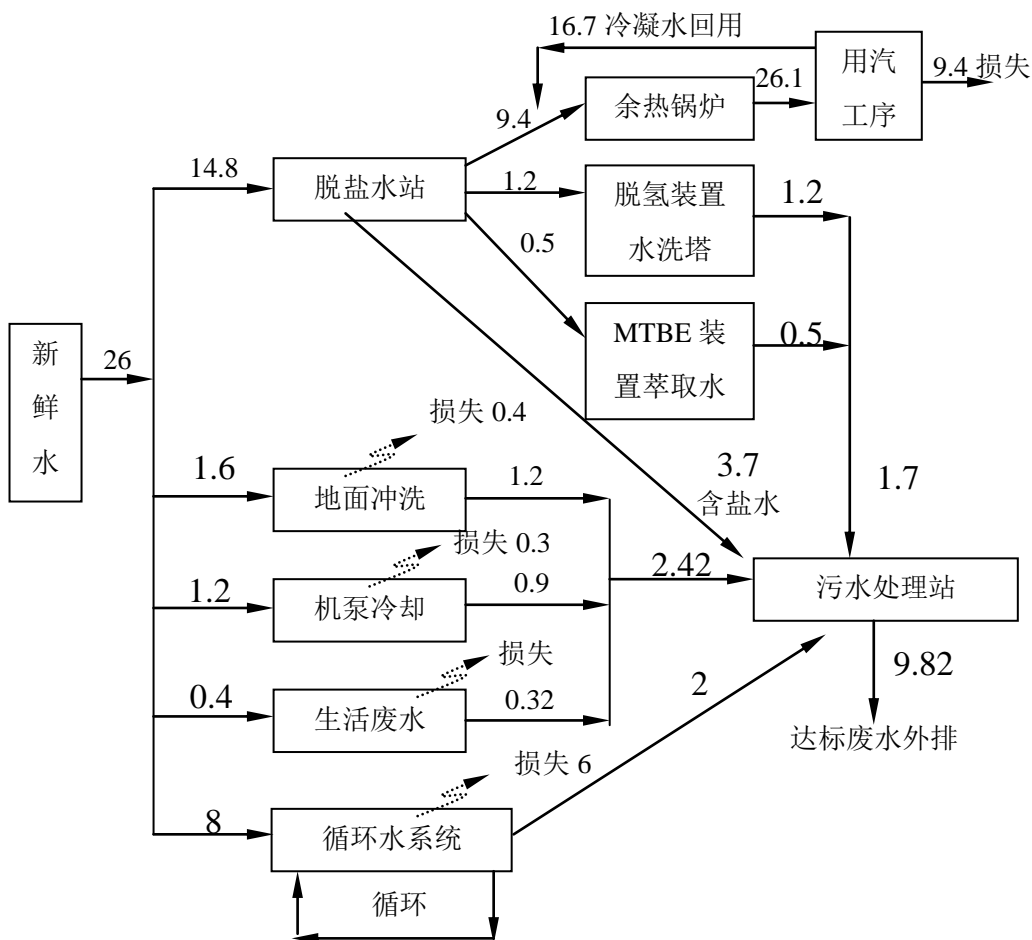 16.7 冷凝水回用
用汽
工序
9.4 损失
26.1
余热锅炉
9.4
14.8
脱盐水站
1.2
脱氢装置
水洗塔
1.2
0.5
MTBE 装
置萃取水
0.5
新
鲜
水
26
损失 0.4
1.6
地面冲洗
1.2
3.7
含盐水
1.7
损失 0.3
1.2
机泵冷却
0.9
2.42
污水处理站
损失
0.4
生活废水
0.32
2
9.82
达标废水外排
损失 6
8
循环水系统
循环